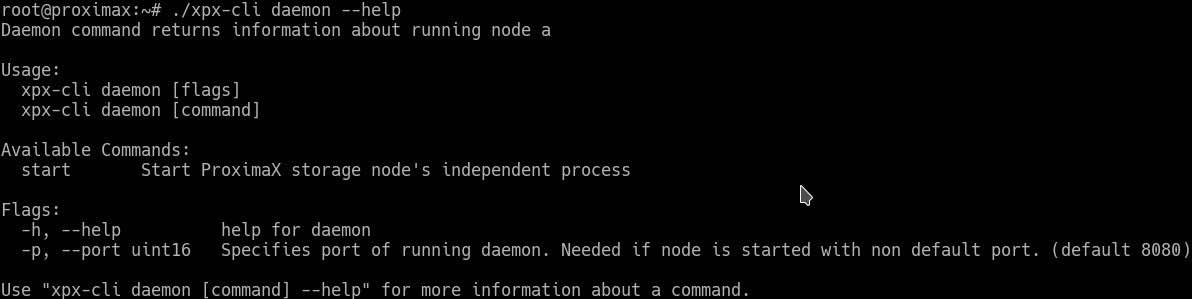 root@proximax:~# ./xpx-cli daemon --help
Daemon command returns information about running node a

Usage:
  xpx-cli daemon [flags]
  xpx-cli daemon [command]

Available Commands:
  start       Start ProximaX storage node's independent process

Flags:
  -h, --help          help for daemon
  -p, --port uint16   Specifies port of running daemon. Needed if node is started with non default port. (default 8080)

Use "xpx-cli daemon [command] --help" for more information about a command.